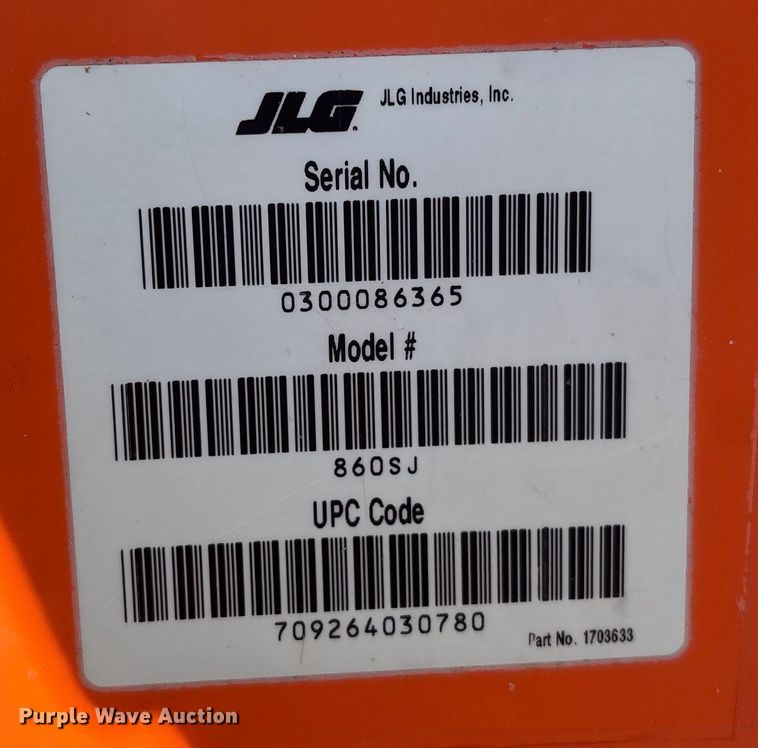 JLG JLG Industries, Inc.
Serial No.
0300086365
Model #
860SJ
UPC Code
709264030780
Part No. 1703633
Purple Wave Auction